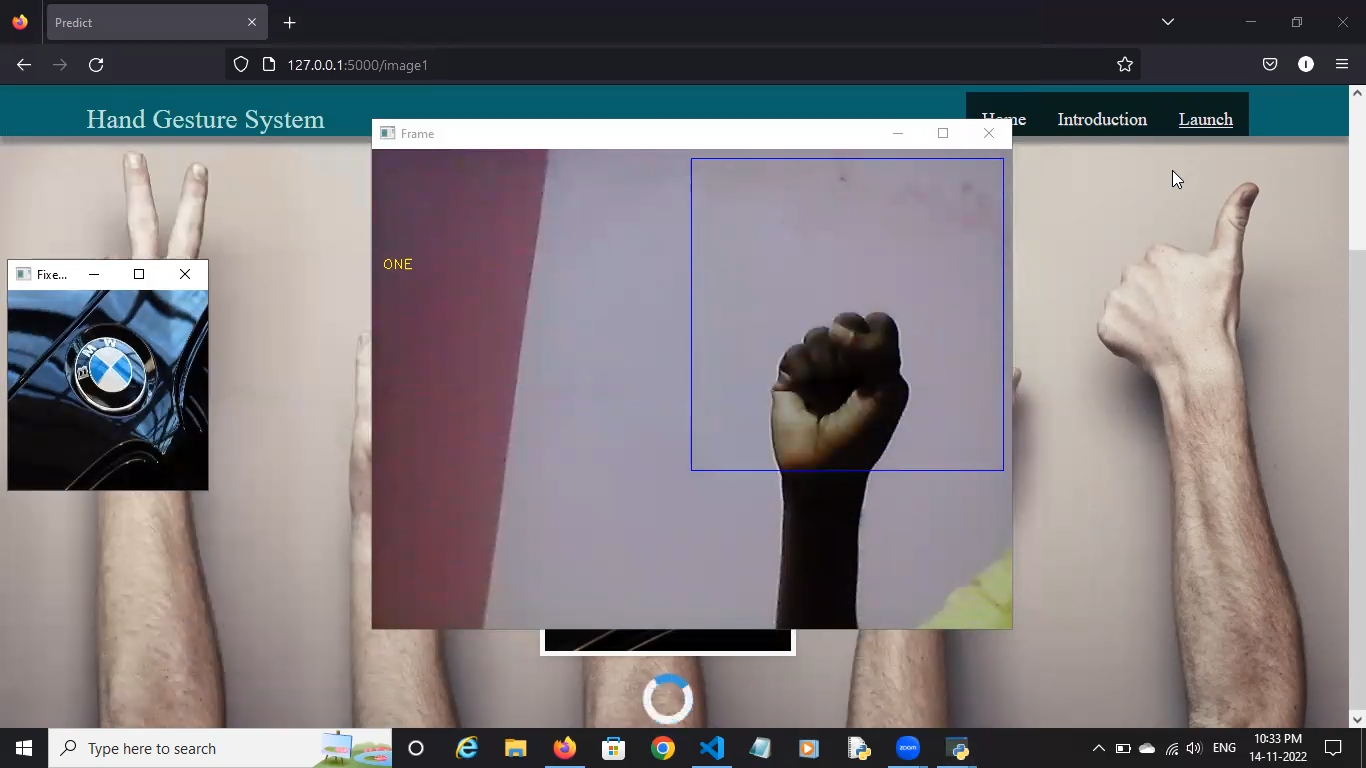 Predict
127.0.0.1:5000/image1
Hand Gesture System
Home
Introduction
Launch
Frame
ONE
Fixe...
BMW
Type here to search
zoom
ENG
10:33 PM
14-11-2022